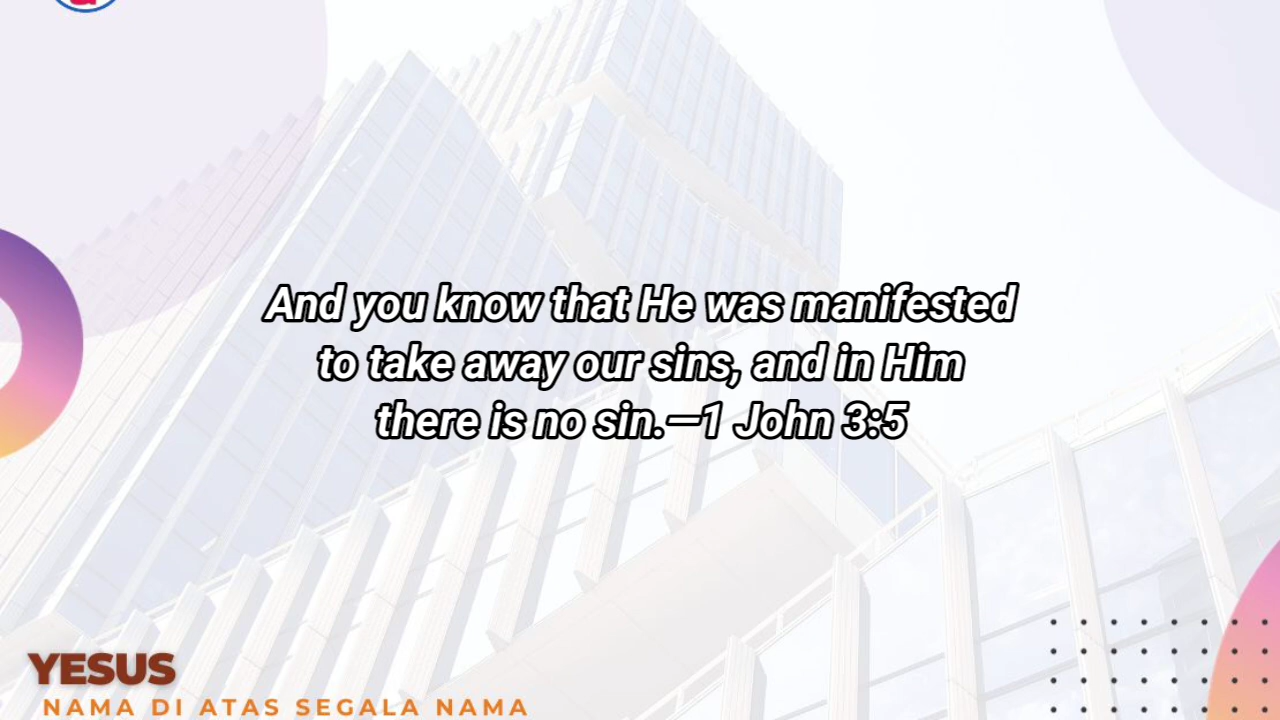 And you know that He was manifested
to take away our sins, and in Him
there is no sin.—1 John 3:5
YESUS
NAMA DI ATAS SEGALA NAMA